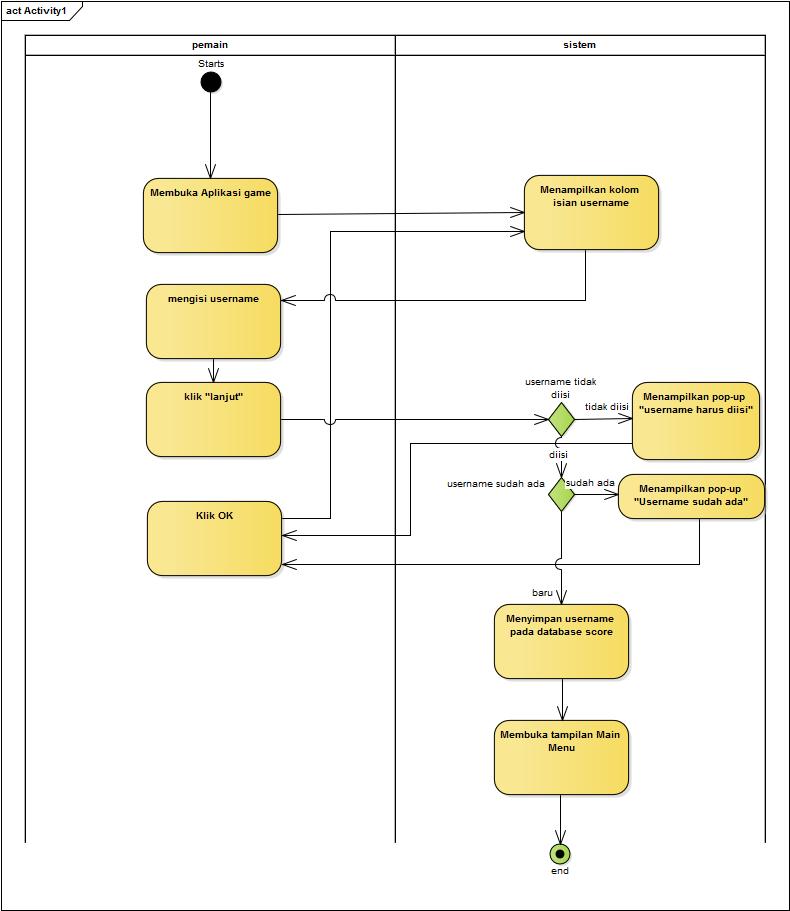 act Activity1
pemain
sistem
Starts
Membuka Aplikasi game
Menampilkan kolom
isian username
mengisi username
klik "lanjut"
username tidak
diisi
tidak diisi
Menampilkan pop-up
"username harus diisi"
diisi
username sudah ada
sudah ada
Menampilkan pop-up
"Username sudah ada"
Klik OK
baru
Menyimpan username
pada database score
Membuka tampilan Main
Menu
end